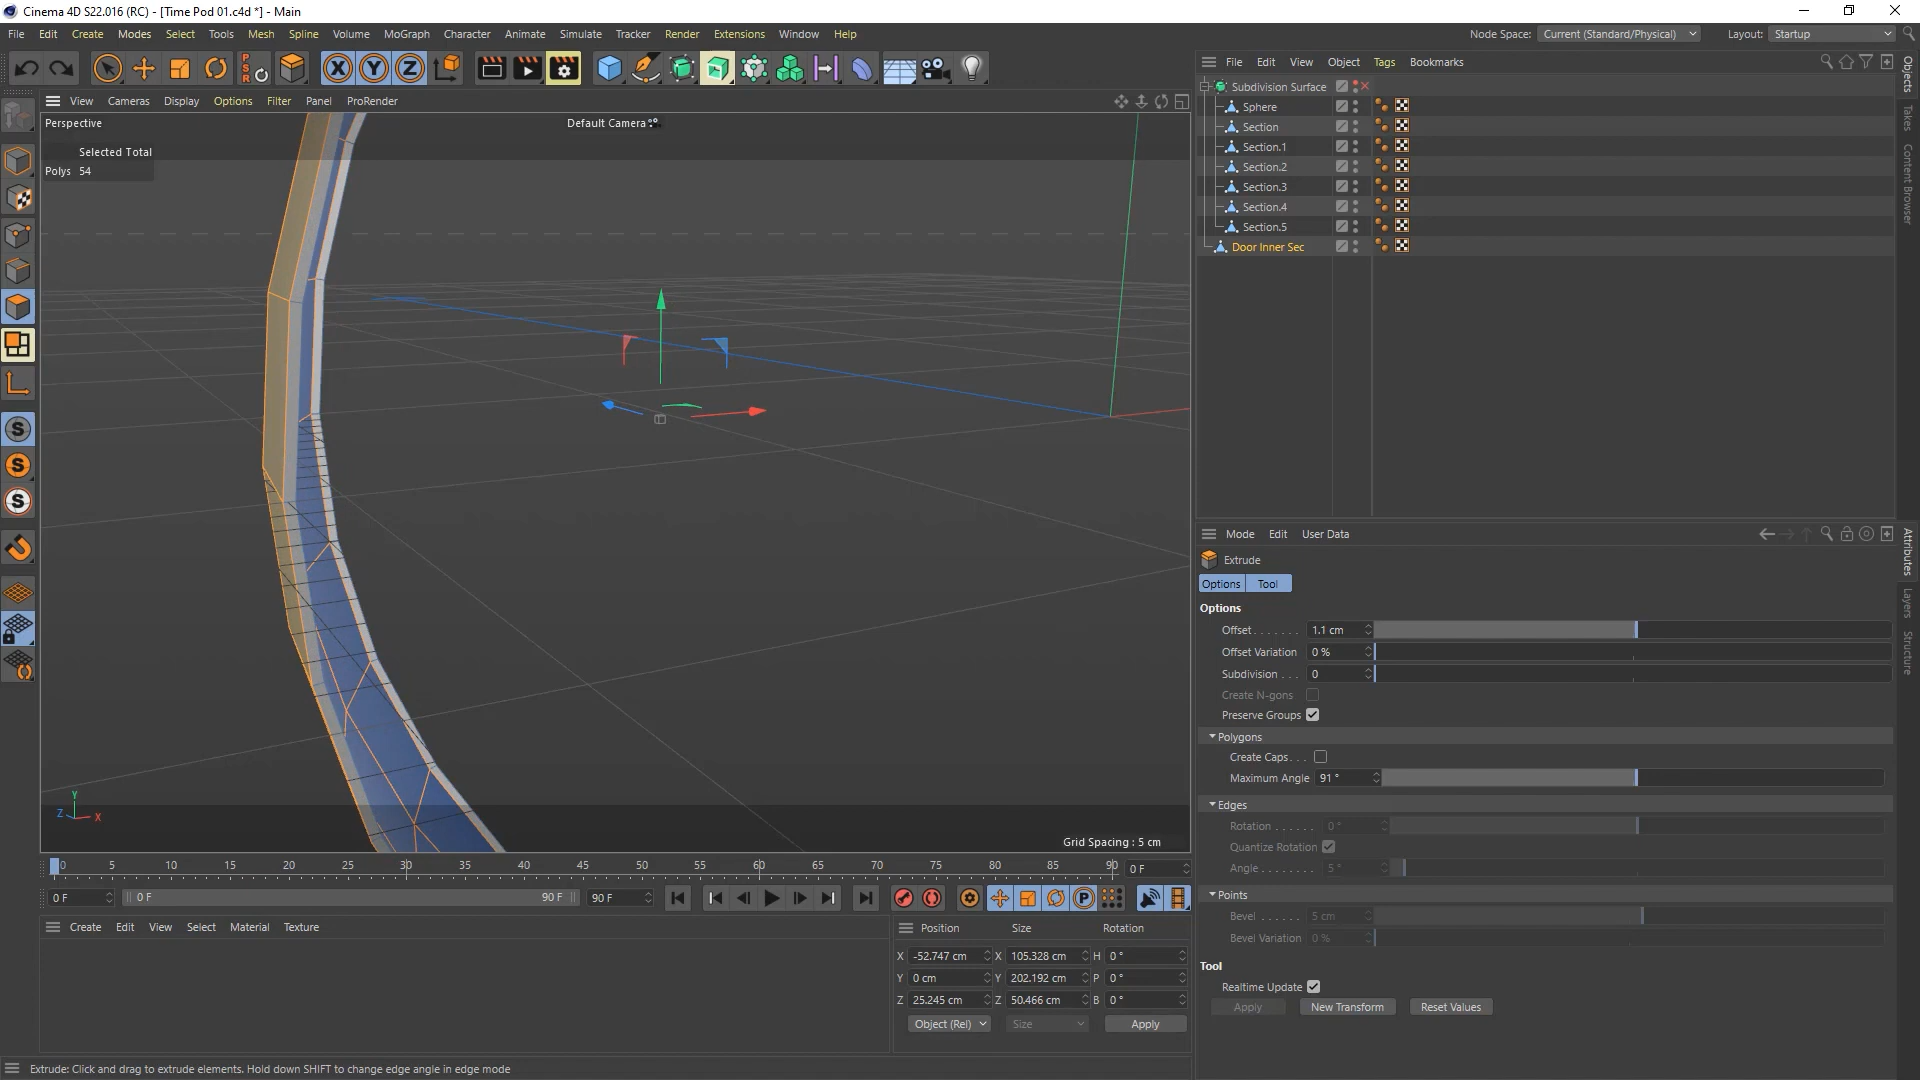 Cinema 4D S22.016 (RC) - [Time Pod 01.c4d *] - Main
File Edit Create Modes Select Tools Mesh Spline Volume MoGraph Character Animate Simulate Tracker Render Extensions Window Help
Node Space: Current (Standard/Physical) Layout: Startup
PSR X Y Z
File Edit View Object Tags Bookmarks
View Cameras Display Options Filter Panel ProRender
Perspective
Default Camera
Selected Total
Polys 54
Subdivision Surface
Sphere
Section
Section.1
Section.2
Section.3
Section.4
Section.5
Door Inner Sec
Objects
Takes
Content Browser
S
S
S
Mode Edit User Data
Extrude
Options Tool
Options
Offset . . . . . . . 1.1 cm
Offset Variation 0 %
Subdivision . . . 0
Create N-gons
Preserve Groups
Polygons
Create Caps. . .
Maximum Angle 91 °
Edges
Rotation . . . . . . 0 °
Quantize Rotation
Angle . . . . . . . . 5 °
Points
Bevel . . . . . . 5 cm
Bevel Variation 0 %
Tool
Realtime Update
Apply New Transform Reset Values
Attributes
Layers
Structure
Y
Z X
Grid Spacing : 5 cm
0 5 10 15 20 25 30 35 40 45 50 55 60 65 70 75 80 85 90 0 F
0 F 0 F 90 F 90 F P
Create Edit View Select Material Texture
Position Size Rotation
X -52.747 cm X 105.328 cm H 0 °
Y 0 cm Y 202.192 cm P 0 °
Z 25.245 cm Z 50.466 cm B 0 °
Object (Rel) Size Apply
Extrude: Click and drag to extrude elements. Hold down SHIFT to change edge angle in edge mode